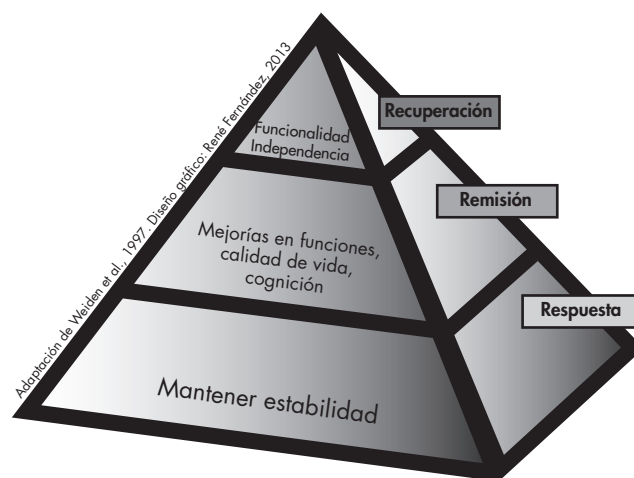 Adaptación de Weiden et al., 1997. Diseño gráfico: René Fernández, 2013
Funcionalidad
Independencia
Recuperación
Mejorías en funciones,
calidad de vida,
cognición
Remisión
Mantener estabilidad
Respuesta